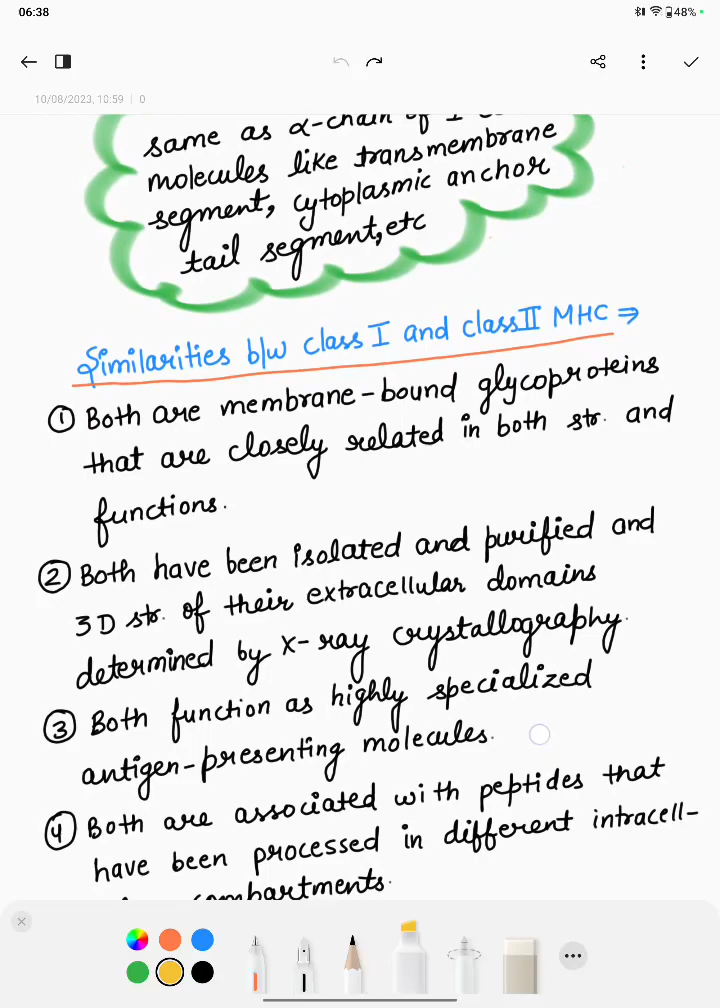 06:38
48%
10/08/2023, 10:59 | 0
same as α-chain of I
molecules like transmembrane
segment, cytoplasmic anchor
tail segment, etc
Similarities b/w class I and class II MHC ⇒
① Both are membrane-bound glycoproteins
that are closely related in both str. and
functions.
② Both have been isolated and purified and
3D str. of their extracellular domains
determined by X-ray crystallography.
③ Both function as highly specialized
antigen-presenting molecules.
④ Both are associated with peptides that
have been processed in different intracell-
compartments.